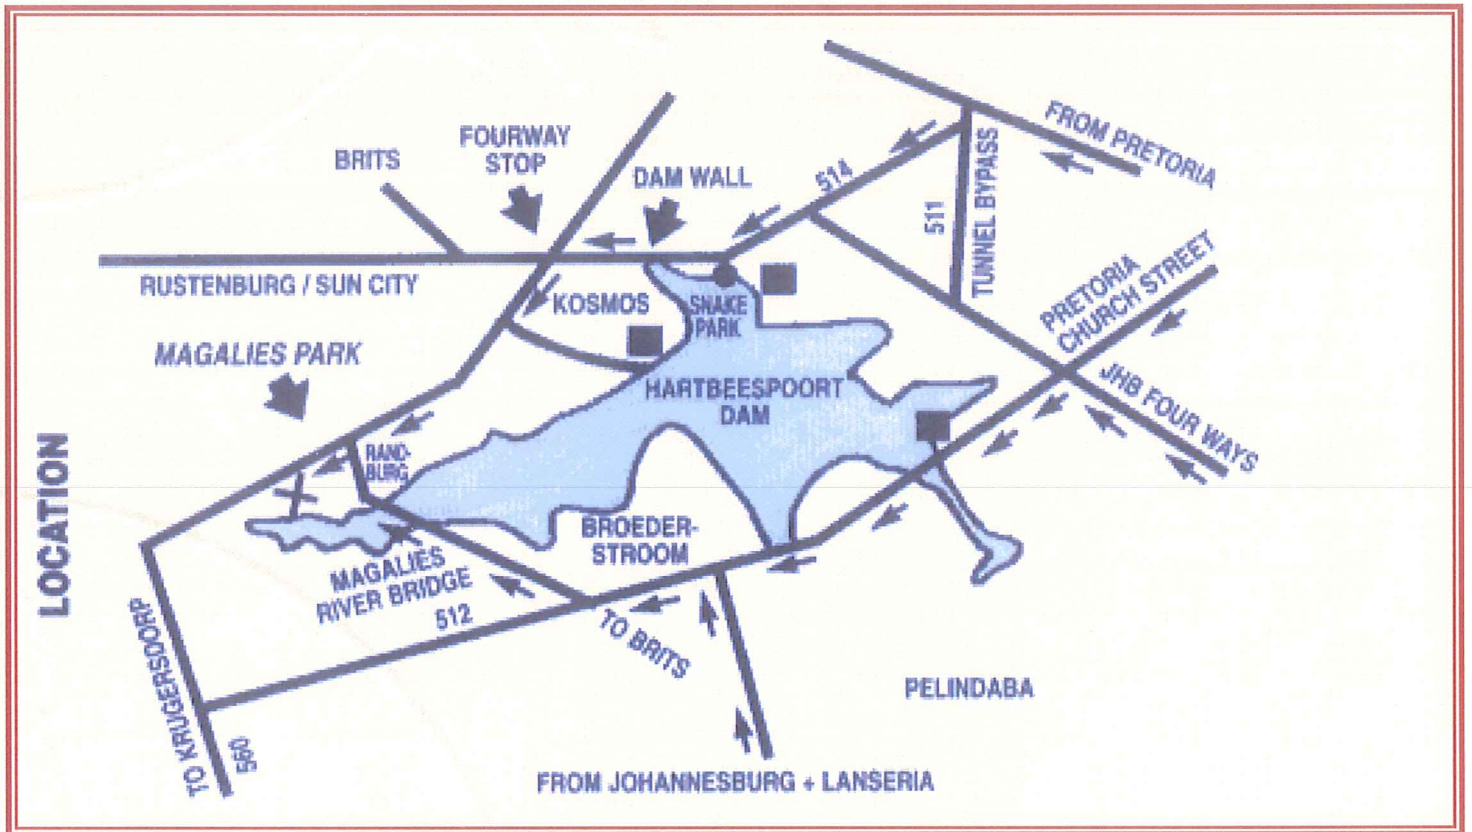 LOCATION
FROM PRETORIA
FOURWAY
STOP
BRITS
DAM WALL
514
511
TUNNEL BYPASS
RUSTENBURG / SUN CITY
KOSMOS
SNAKE
PARK
PRETORIA
CHURCH STREET
MAGALIES PARK
HARTBEESPOORT
DAM
JHB FOUR WAYS
RAND-
BURG
BROEDER-
STROOM
MAGALIES
RIVER BRIDGE
512
TO BRITS
TO KRUGERSDORP
560
PELINDABA
FROM JOHANNESBURG + LANSERIA